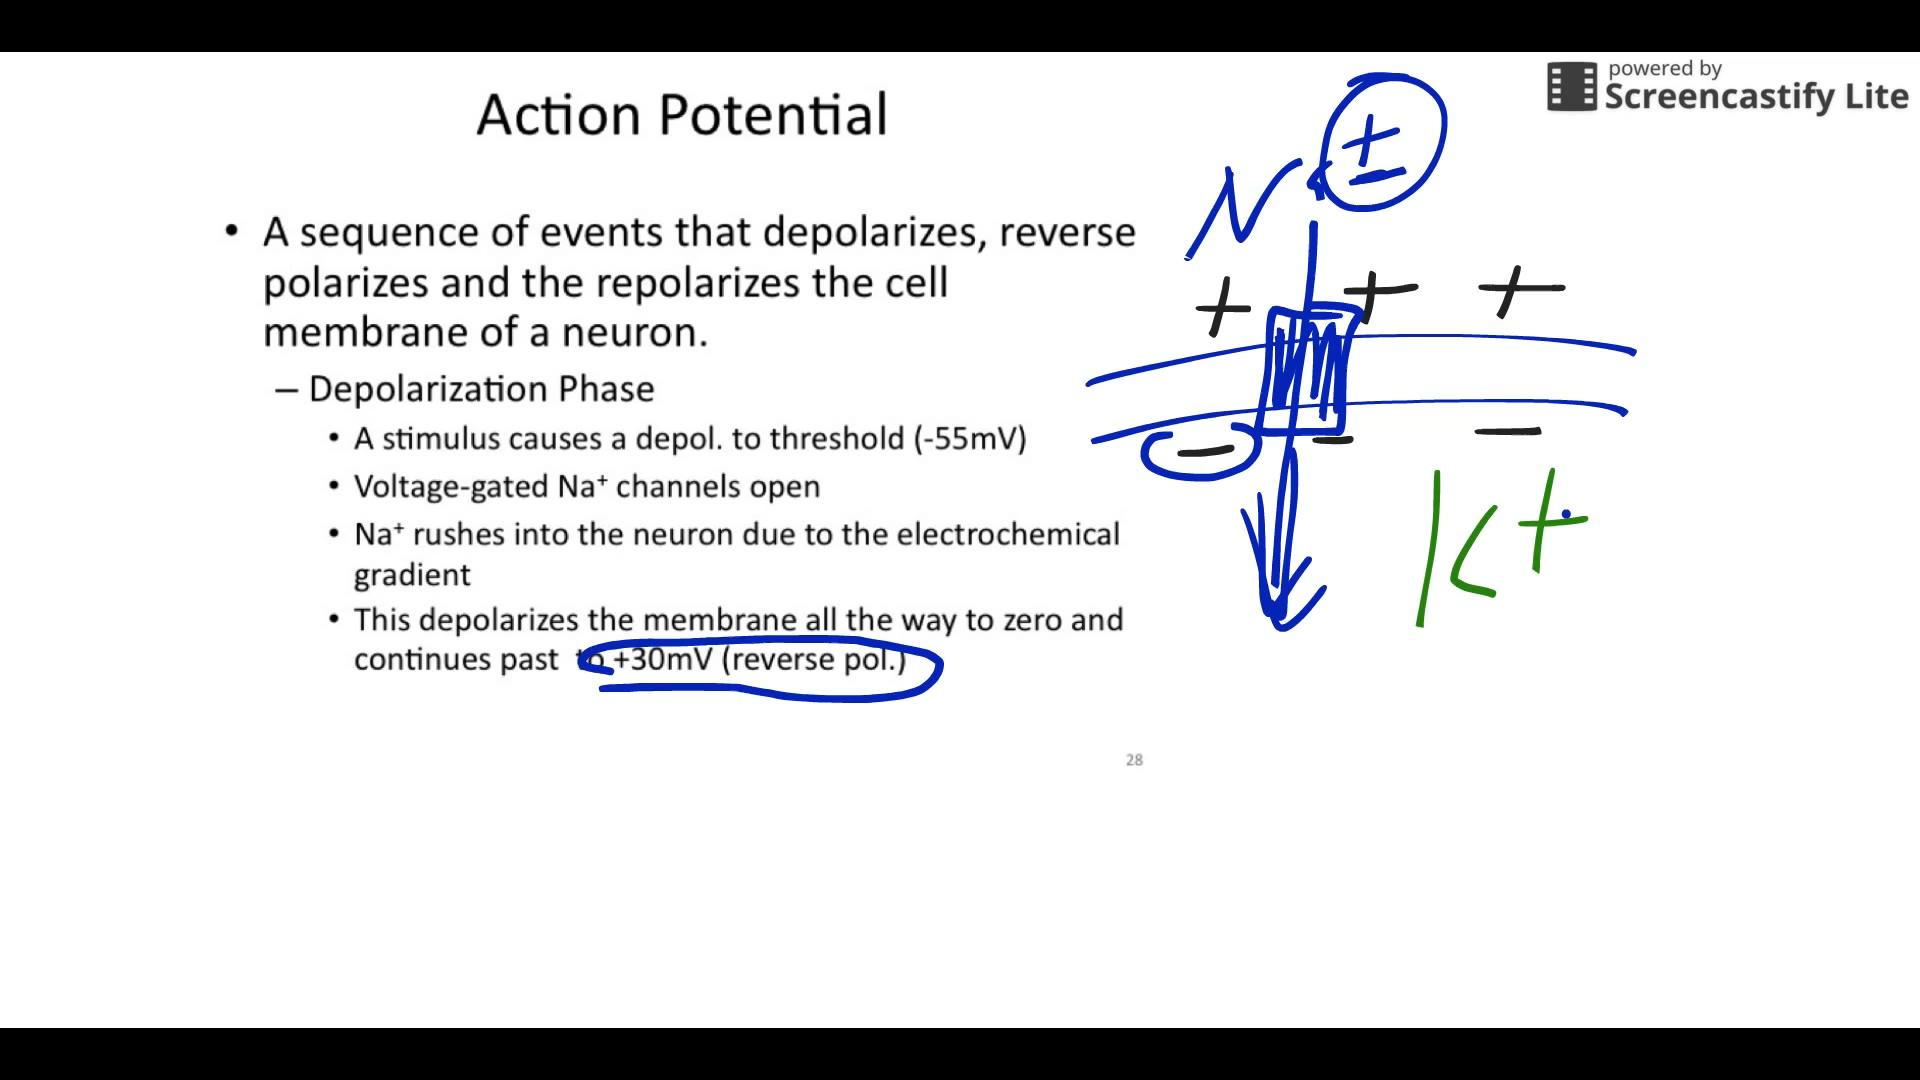 powered by
Screencastify Lite
Action Potential
• A sequence of events that depolarizes, reverse
polarizes and the repolarizes the cell
membrane of a neuron.
– Depolarization Phase
• A stimulus causes a depol. to threshold (-55mV)
• Voltage-gated Na⁺ channels open
• Na⁺ rushes into the neuron due to the electrochemical
gradient
• This depolarizes the membrane all the way to zero and
continues past to +30mV (reverse pol.)
28
Na+
+ + +
− − −
K+